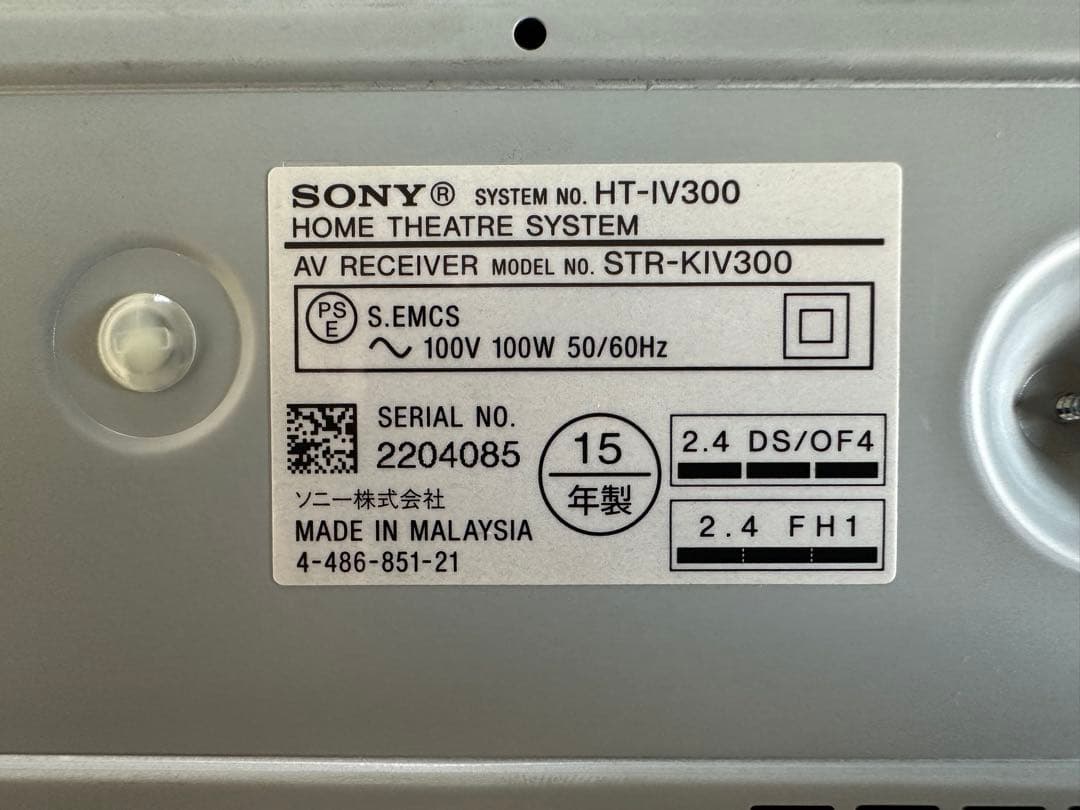 SONY® SYSTEM NO. HT-IV300
HOME THEATRE SYSTEM
AV RECEIVER MODEL NO. STR-KIV300
PS
E
S.EMCS
100V 100W 50/60Hz
SERIAL NO.
2204085
ソニー株式会社
MADE IN MALAYSIA
4-486-851-21
15
年製
2.4 DS/OF4
2.4 FH1